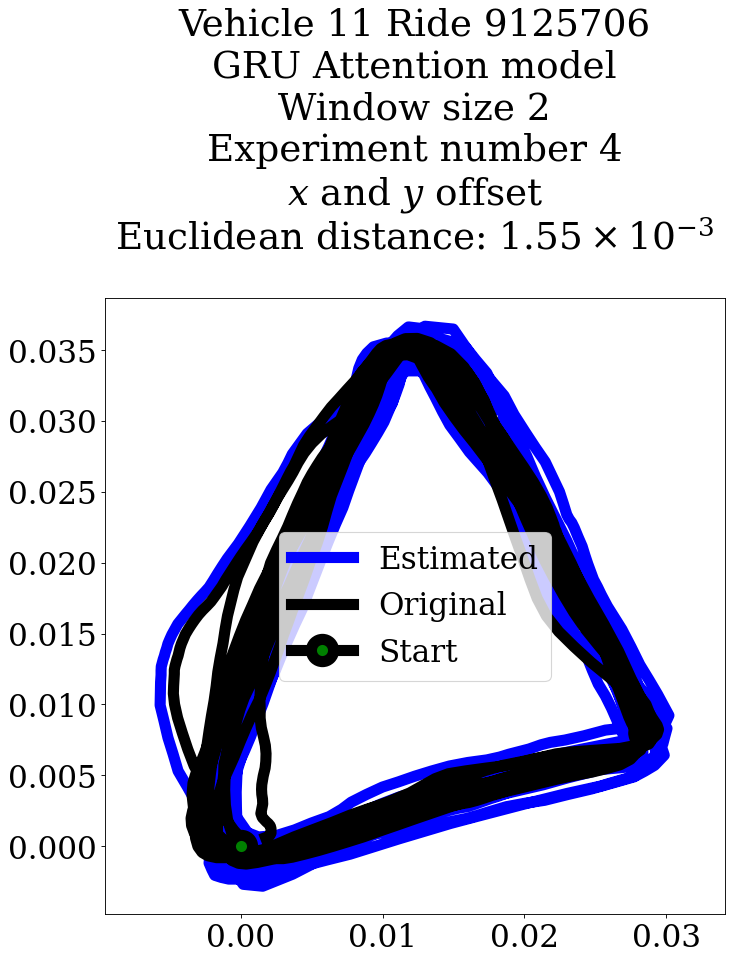 Vehicle 11 Ride 9125706
GRU Attention model
Window size 2
Experiment number 4
x and y offset
Euclidean distance: 1.55 × 10⁻³
0.035
0.030
0.025
0.020
0.015
0.010
0.005
0.000
Estimated
Original
Start
0.00 0.01 0.02 0.03